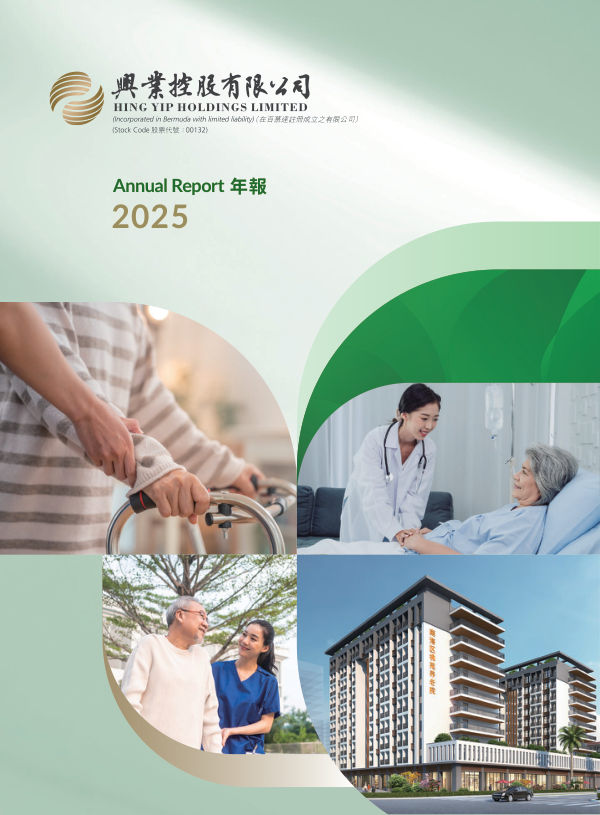 興業控股有限公司
HING YIP HOLDINGS LIMITED
(Incorporated in Bermuda with limited liability)(在百慕達註冊成立之有限公司)
(Stock Code 股票代號：00132)
Annual Report 年報
2025